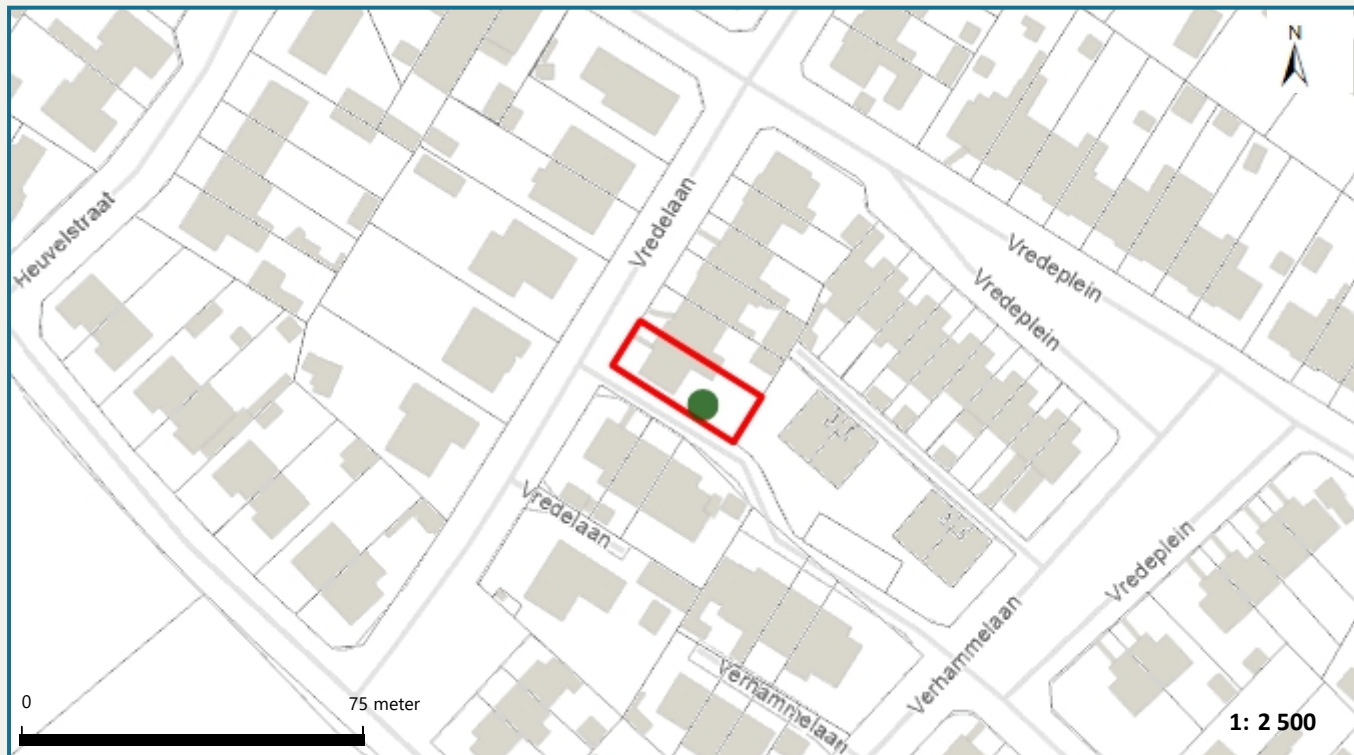 N
Heuvelstraat
Vredelaan
Vredeplein
Vredeplein
Vredelaan
Vredeplein
Verhammelaan
Verhammelaan
0 75 meter
1: 2 500